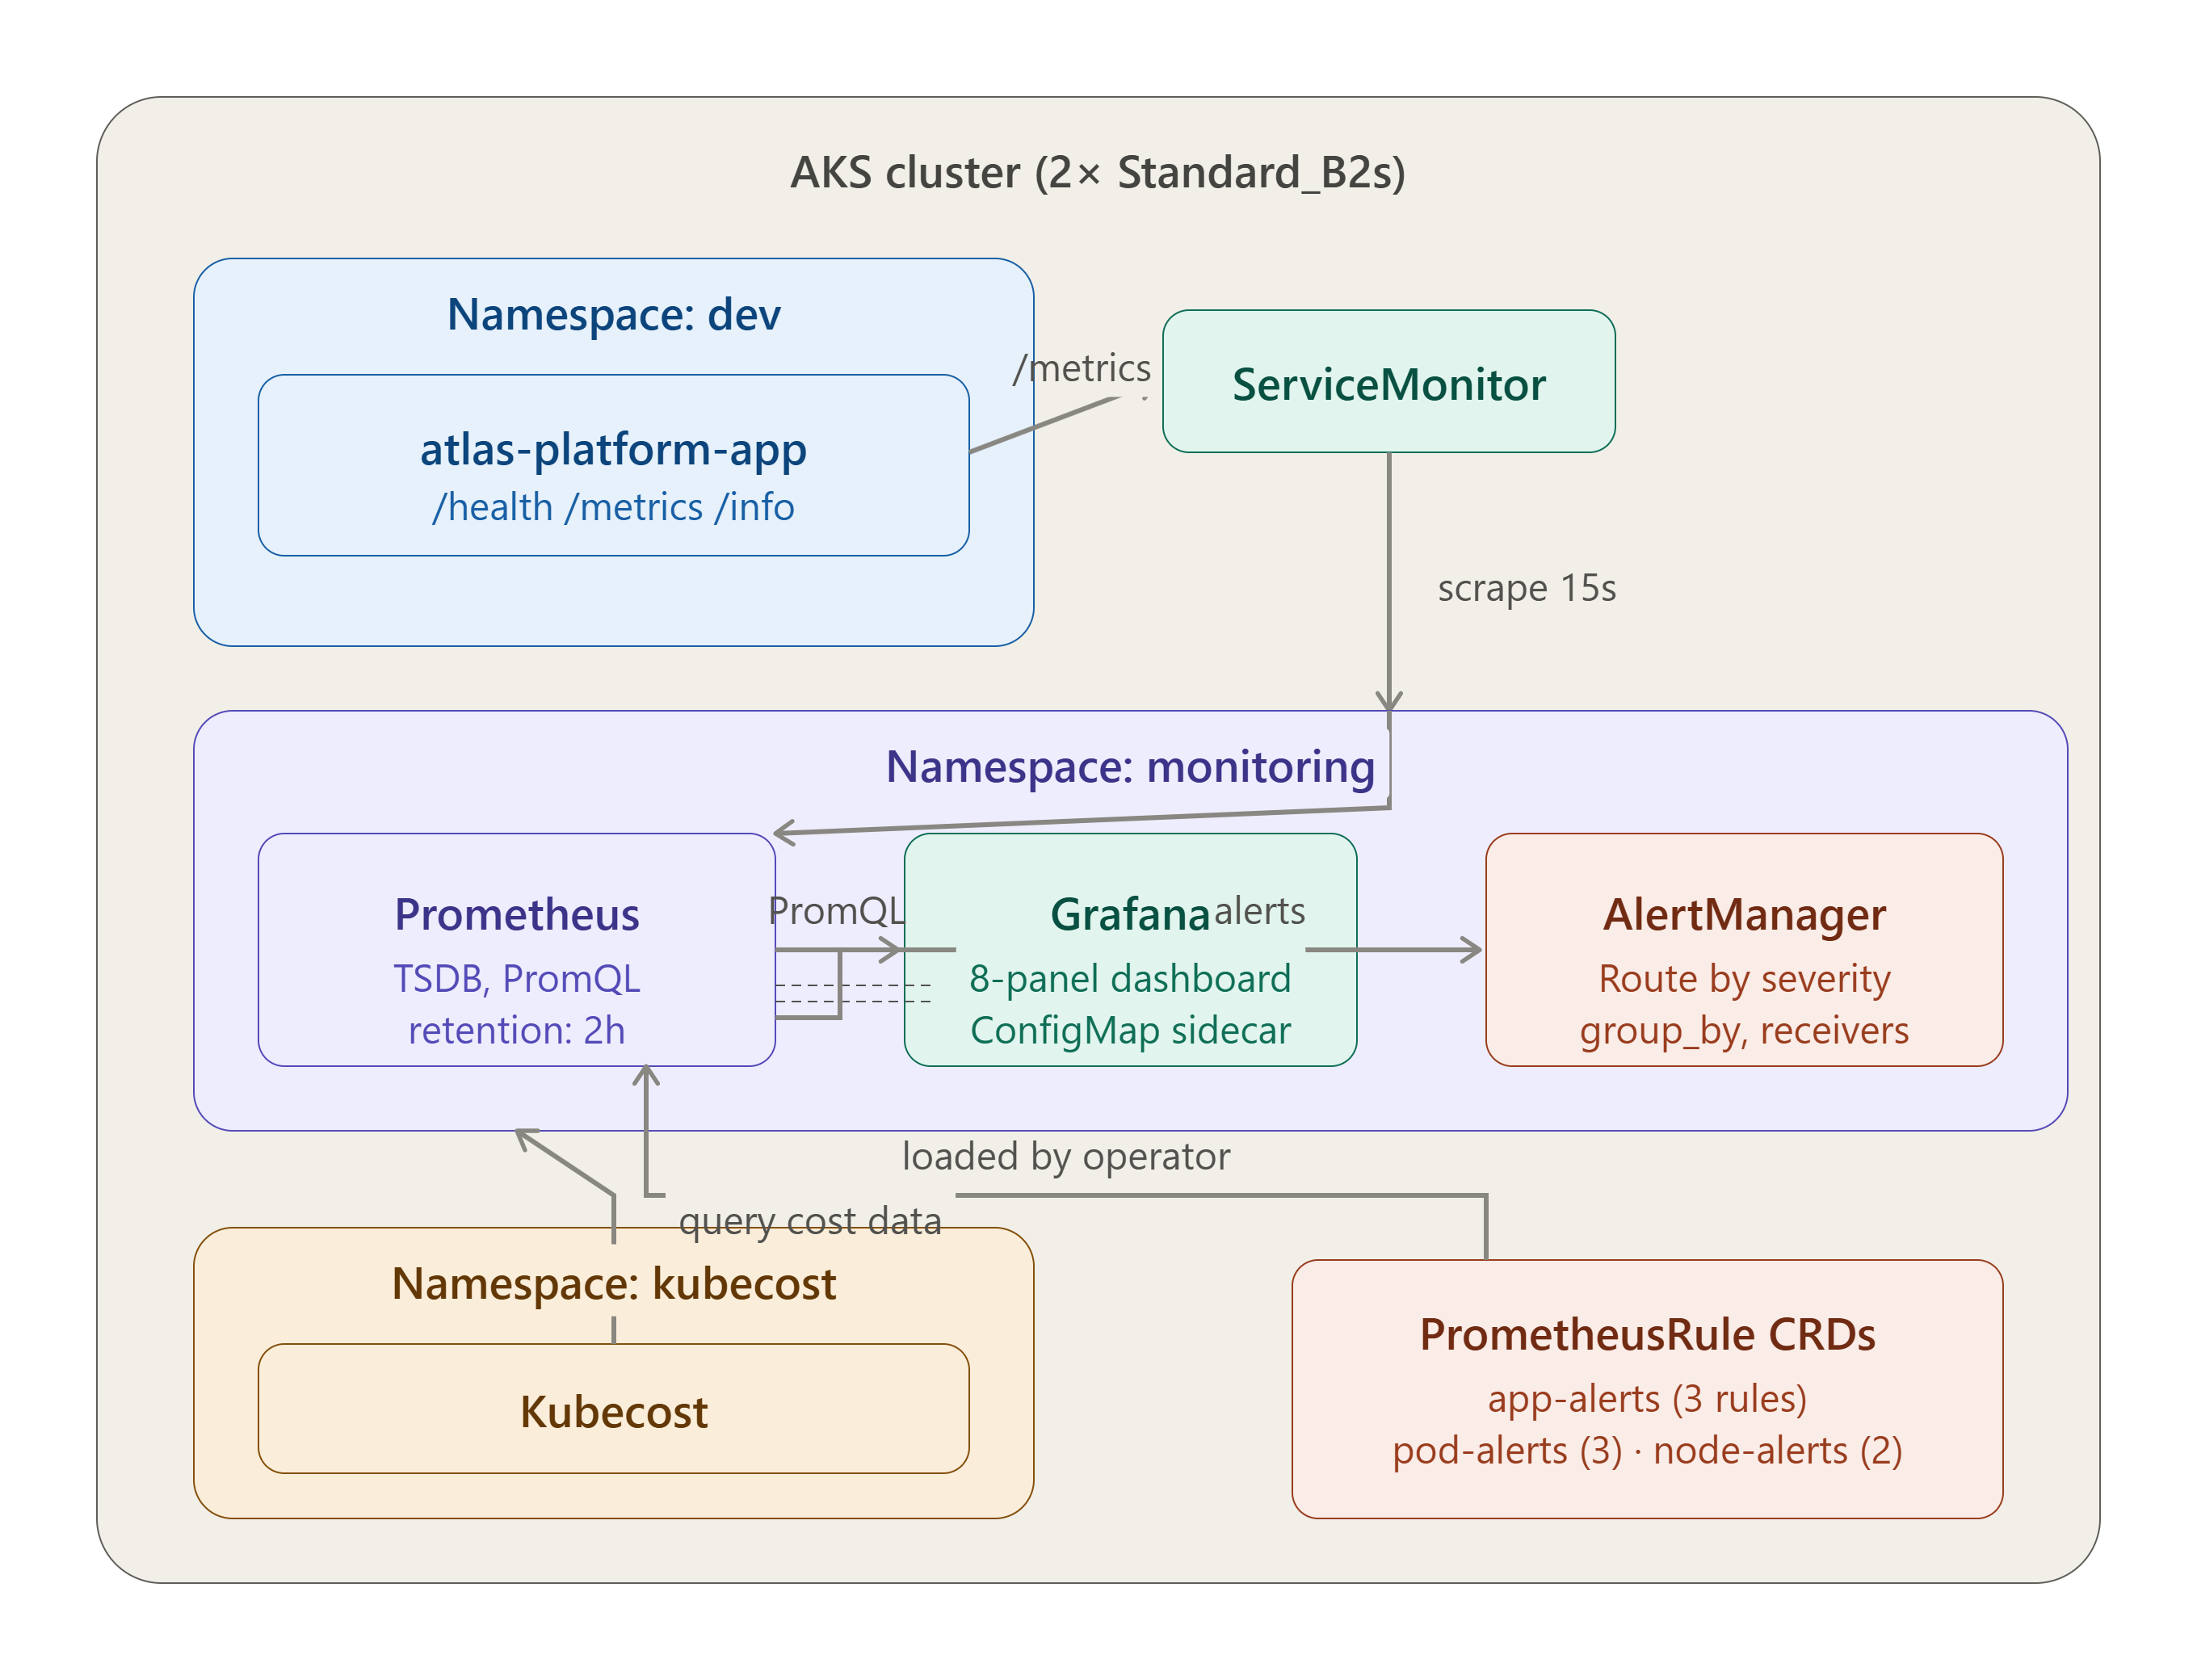 AKS cluster (2× Standard_B2s)
Namespace: dev
atlas-platform-app
/health /metrics /info
/metrics
ServiceMonitor
scrape 15s
Namespace: monitoring
Prometheus
TSDB, PromQL
retention: 2h
PromQL
Grafana
8-panel dashboard
ConfigMap sidecar
alerts
AlertManager
Route by severity
group_by, receivers
loaded by operator
query cost data
Namespace: kubecost
Kubecost
PrometheusRule CRDs
app-alerts (3 rules)
pod-alerts (3) · node-alerts (2)